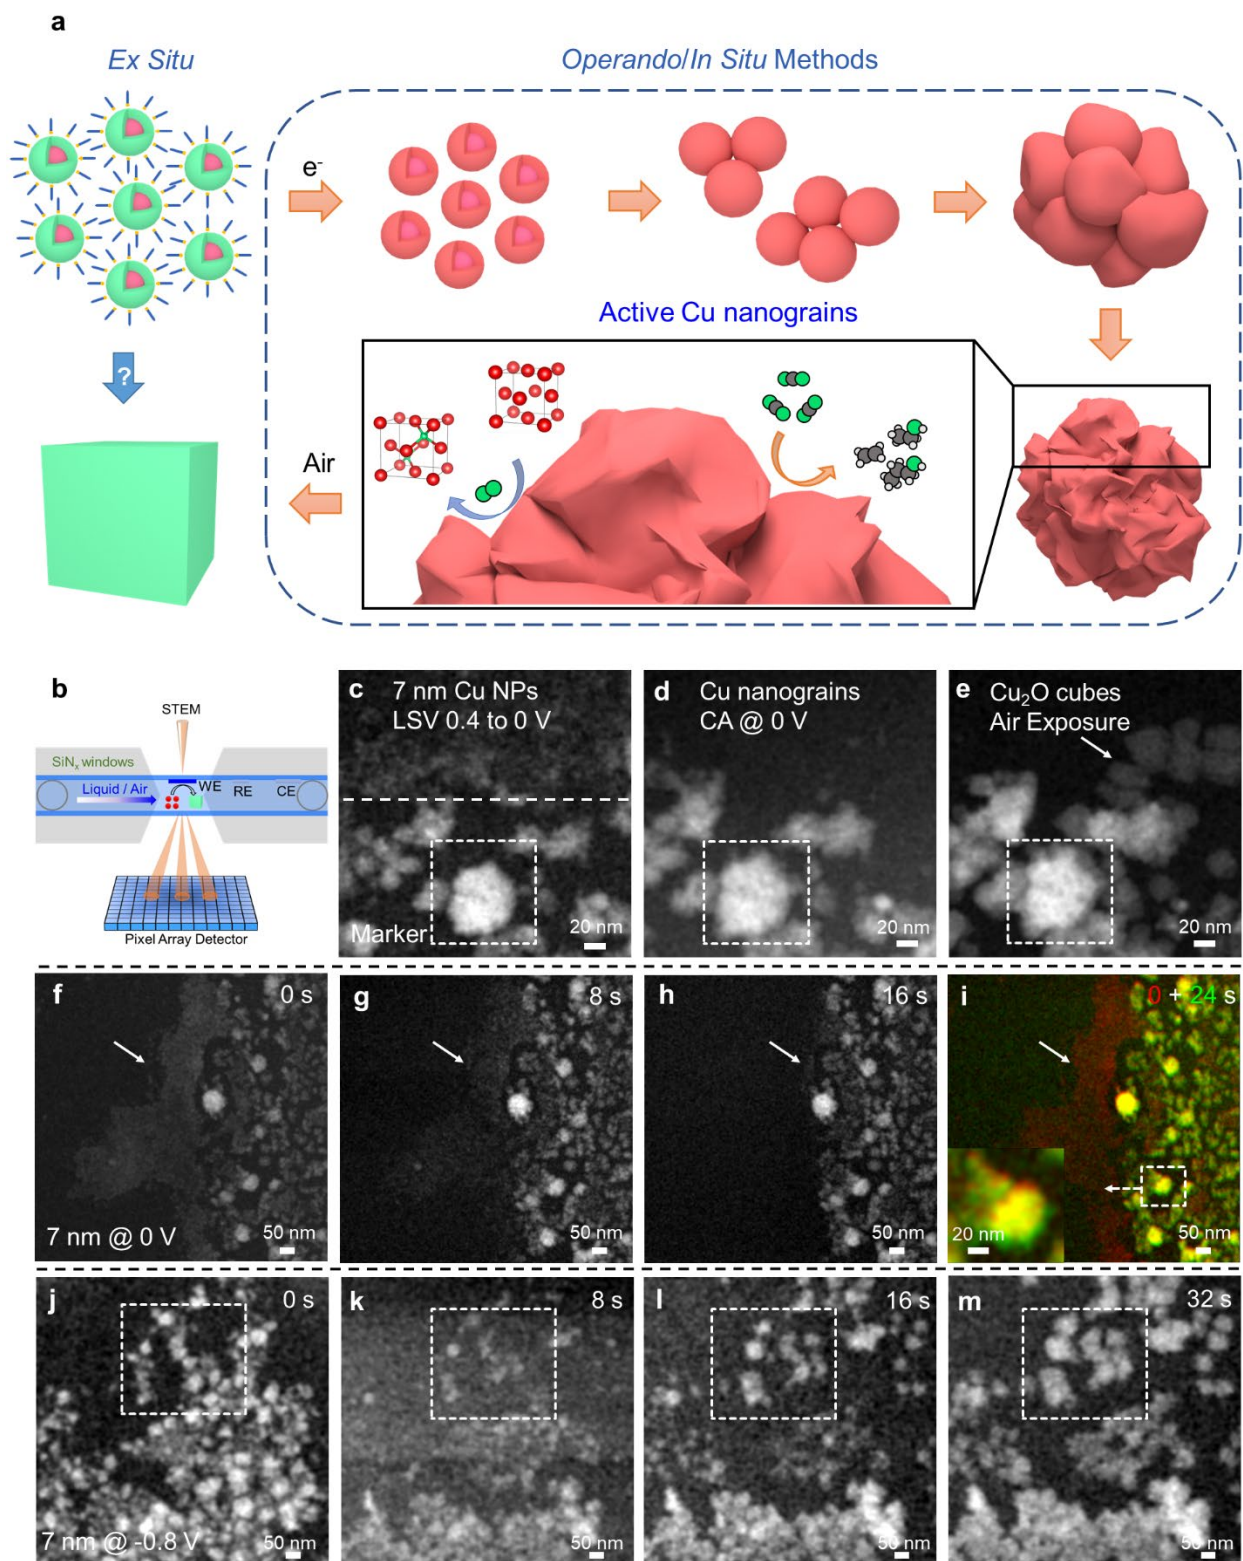 a
Ex Situ
Operando/In Situ Methods
e-
?
Active Cu nanograins
Air
b
STEM
SiNx windows
Liquid / Air
WE
RE
CE
Pixel Array Detector
c
7 nm Cu NPs
LSV 0.4 to 0 V
Marker
20 nm
d
Cu nanograins
CA @ 0 V
20 nm
e
Cu2O cubes
Air Exposure
20 nm
f
0 s
7 nm @ 0 V
50 nm
g
8 s
50 nm
h
16 s
50 nm
i
0 + 24 s
20 nm
50 nm
j
0 s
7 nm @ -0.8 V
50 nm
k
8 s
50 nm
l
16 s
50 nm
m
32 s
50 nm